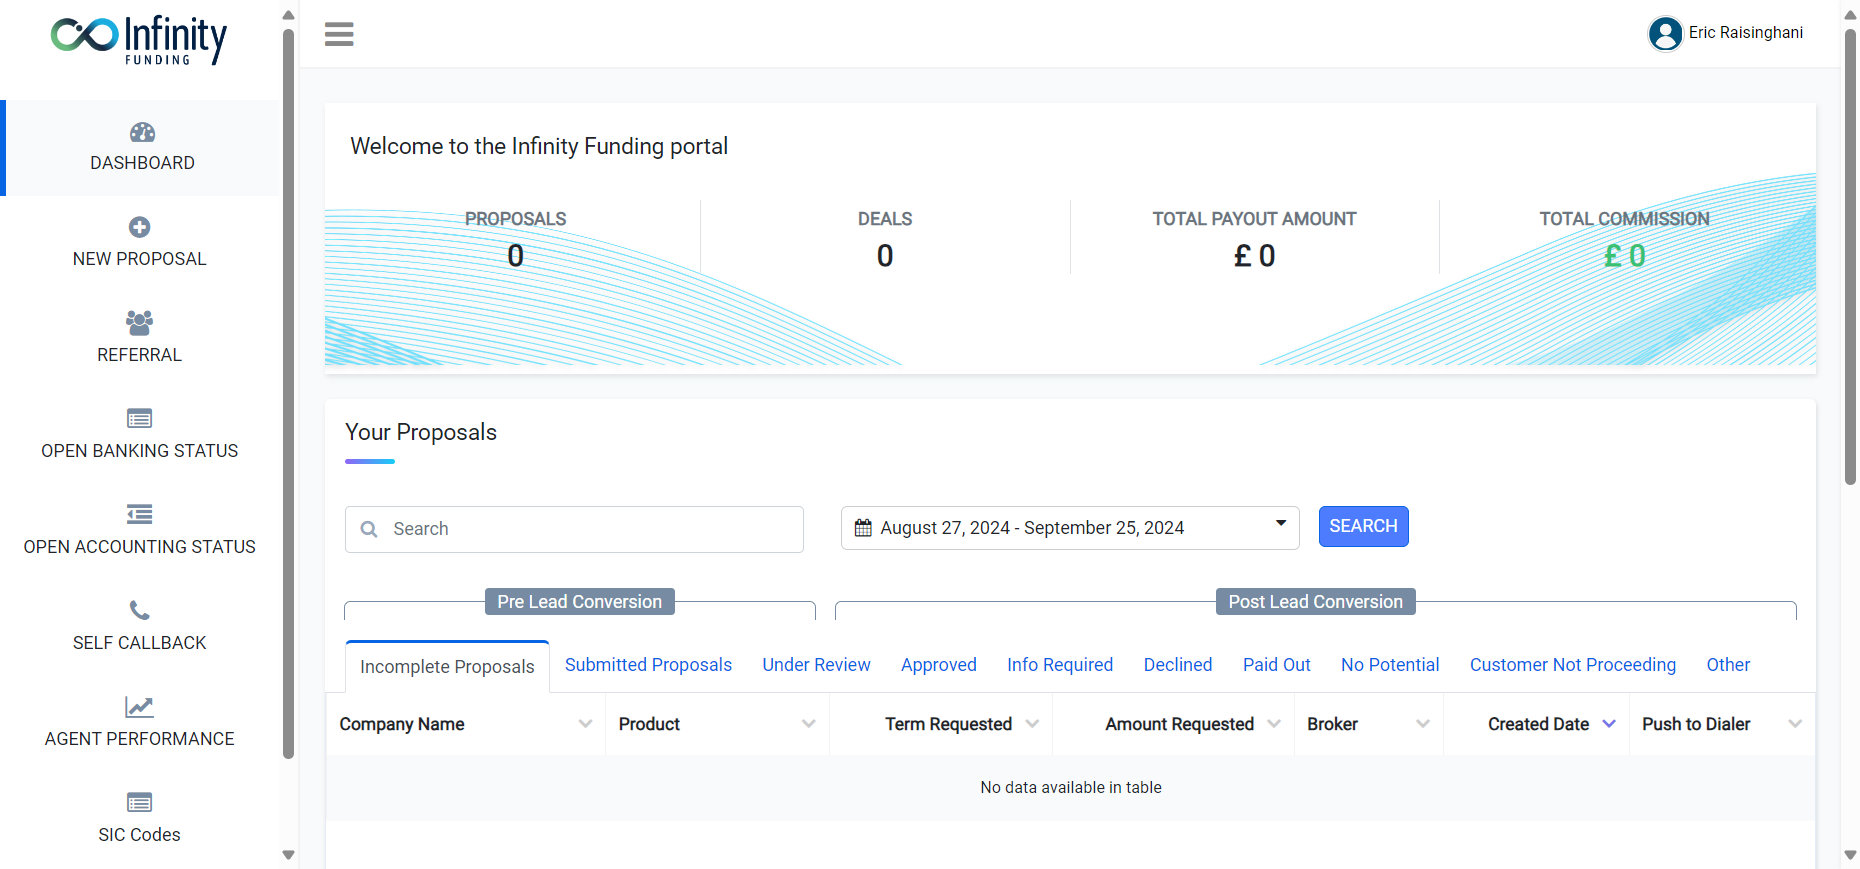 Infinity
FUNDING
Eric Raisinghani
DASHBOARD
NEW PROPOSAL
REFERRAL
OPEN BANKING STATUS
OPEN ACCOUNTING STATUS
SELF CALLBACK
AGENT PERFORMANCE
SIC Codes
Welcome to the Infinity Funding portal
PROPOSALS DEALS TOTAL PAYOUT AMOUNT TOTAL COMMISSION
0 0 £ 0 £ 0
Your Proposals
Search August 27, 2024 - September 25, 2024 SEARCH
Pre Lead Conversion Post Lead Conversion
Incomplete Proposals Submitted Proposals Under Review Approved Info Required Declined Paid Out No Potential Customer Not Proceeding Other
Company Name Product Term Requested Amount Requested Broker Created Date Push to Dialer
No data available in table